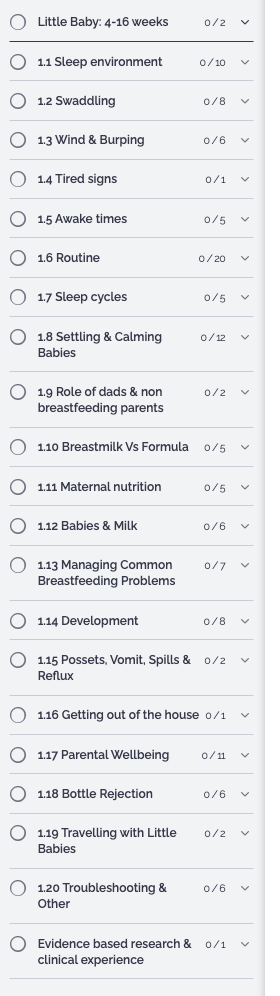 Little Baby: 4-16 weeks 0/2
1.1 Sleep environment 0/10
1.2 Swaddling 0/8
1.3 Wind & Burping 0/6
1.4 Tired signs 0/1
1.5 Awake times 0/5
1.6 Routine 0/20
1.7 Sleep cycles 0/5
1.8 Settling & Calming 0/12
Babies
1.9 Role of dads & non 0/2
breastfeeding parents
1.10 Breastmilk Vs Formula 0/5
1.11 Maternal nutrition 0/5
1.12 Babies & Milk 0/6
1.13 Managing Common 0/7
Breastfeeding Problems
1.14 Development 0/8
1.15 Possets, Vomit, Spills & 0/2
Reflux
1.16 Getting out of the house 0/1
1.17 Parental Wellbeing 0/11
1.18 Bottle Rejection 0/6
1.19 Travelling with Little 0/2
Babies
1.20 Troubleshooting & 0/6
Other
Evidence based research & 0/1
clinical experience